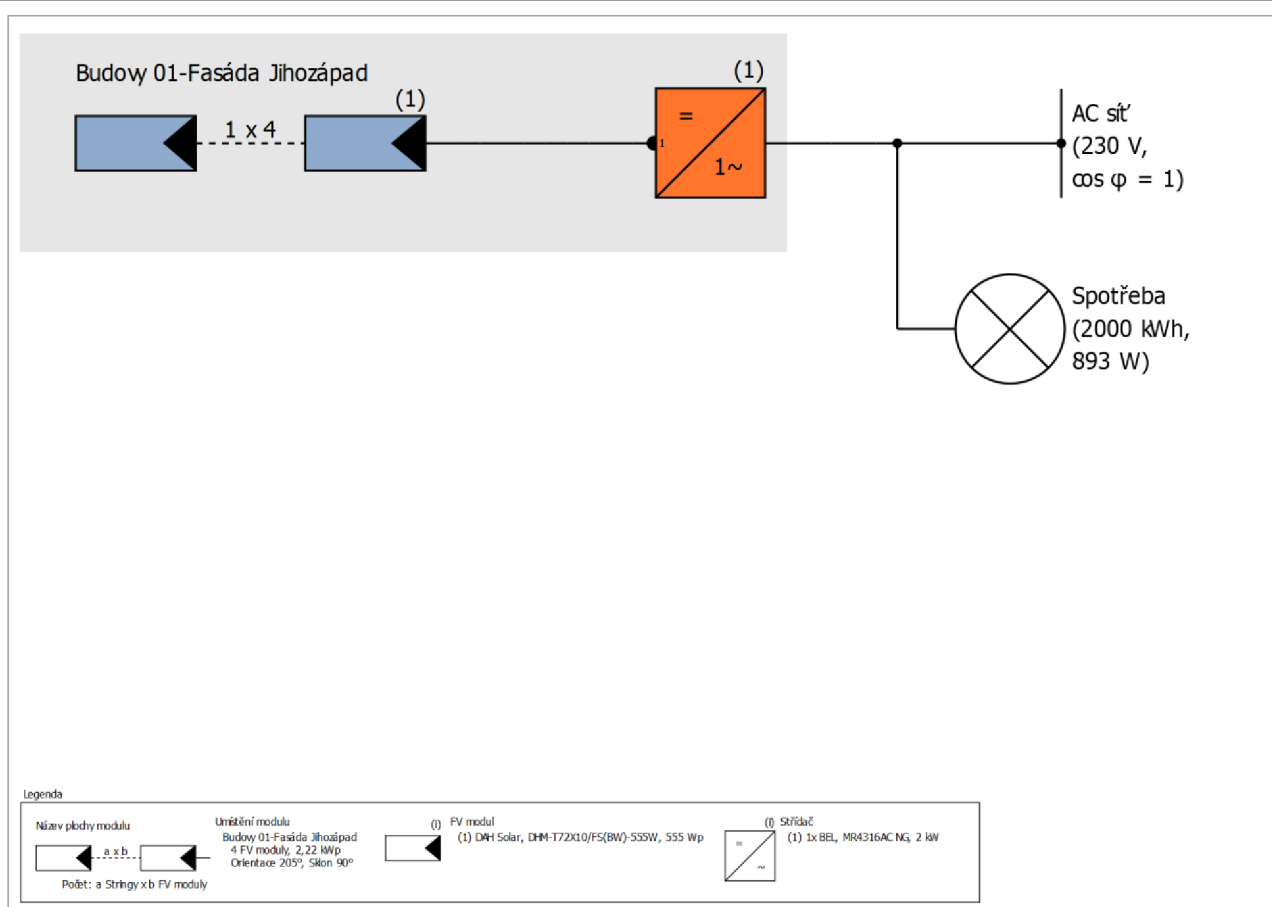 Budovy 01-Fasáda Jihozápad
(1)
1 x 4
(1)
=
1
1~
AC síť
(230 V,
cos φ = 1)
Spotřeba
(2000 kWh,
893 W)
Legenda
Název plochy modulu
a x b
Počet: a Stringy x b FV moduly
Umístění modulu
Budovy 01-Fasáda Jihozápad
4 FV moduly, 2,22 kWp
Orientace 205°, Sklon 90°
(i) FV modul
(1) DAH Solar, DHM-T72X10/FS(BW)-555W, 555 Wp
(i) Střídač
=
~
(1) 1x BEL, MR4316AC NG, 2 kW